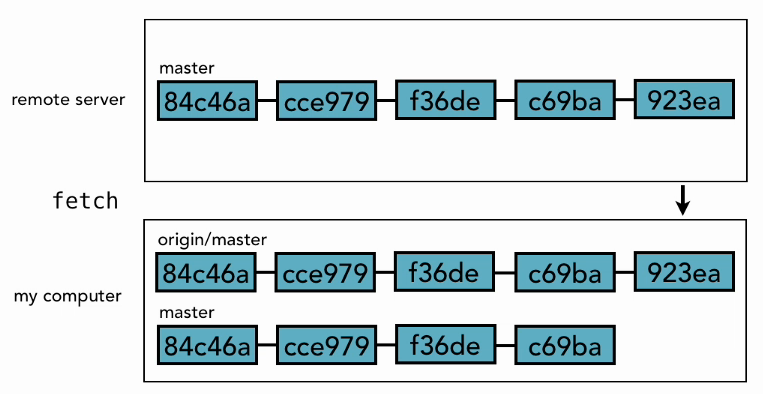 master
remote server
84c46a cce979 f36de c69ba 923ea
fetch
origin/master
84c46a cce979 f36de c69ba 923ea
my computer
master
84c46a cce979 f36de c69ba